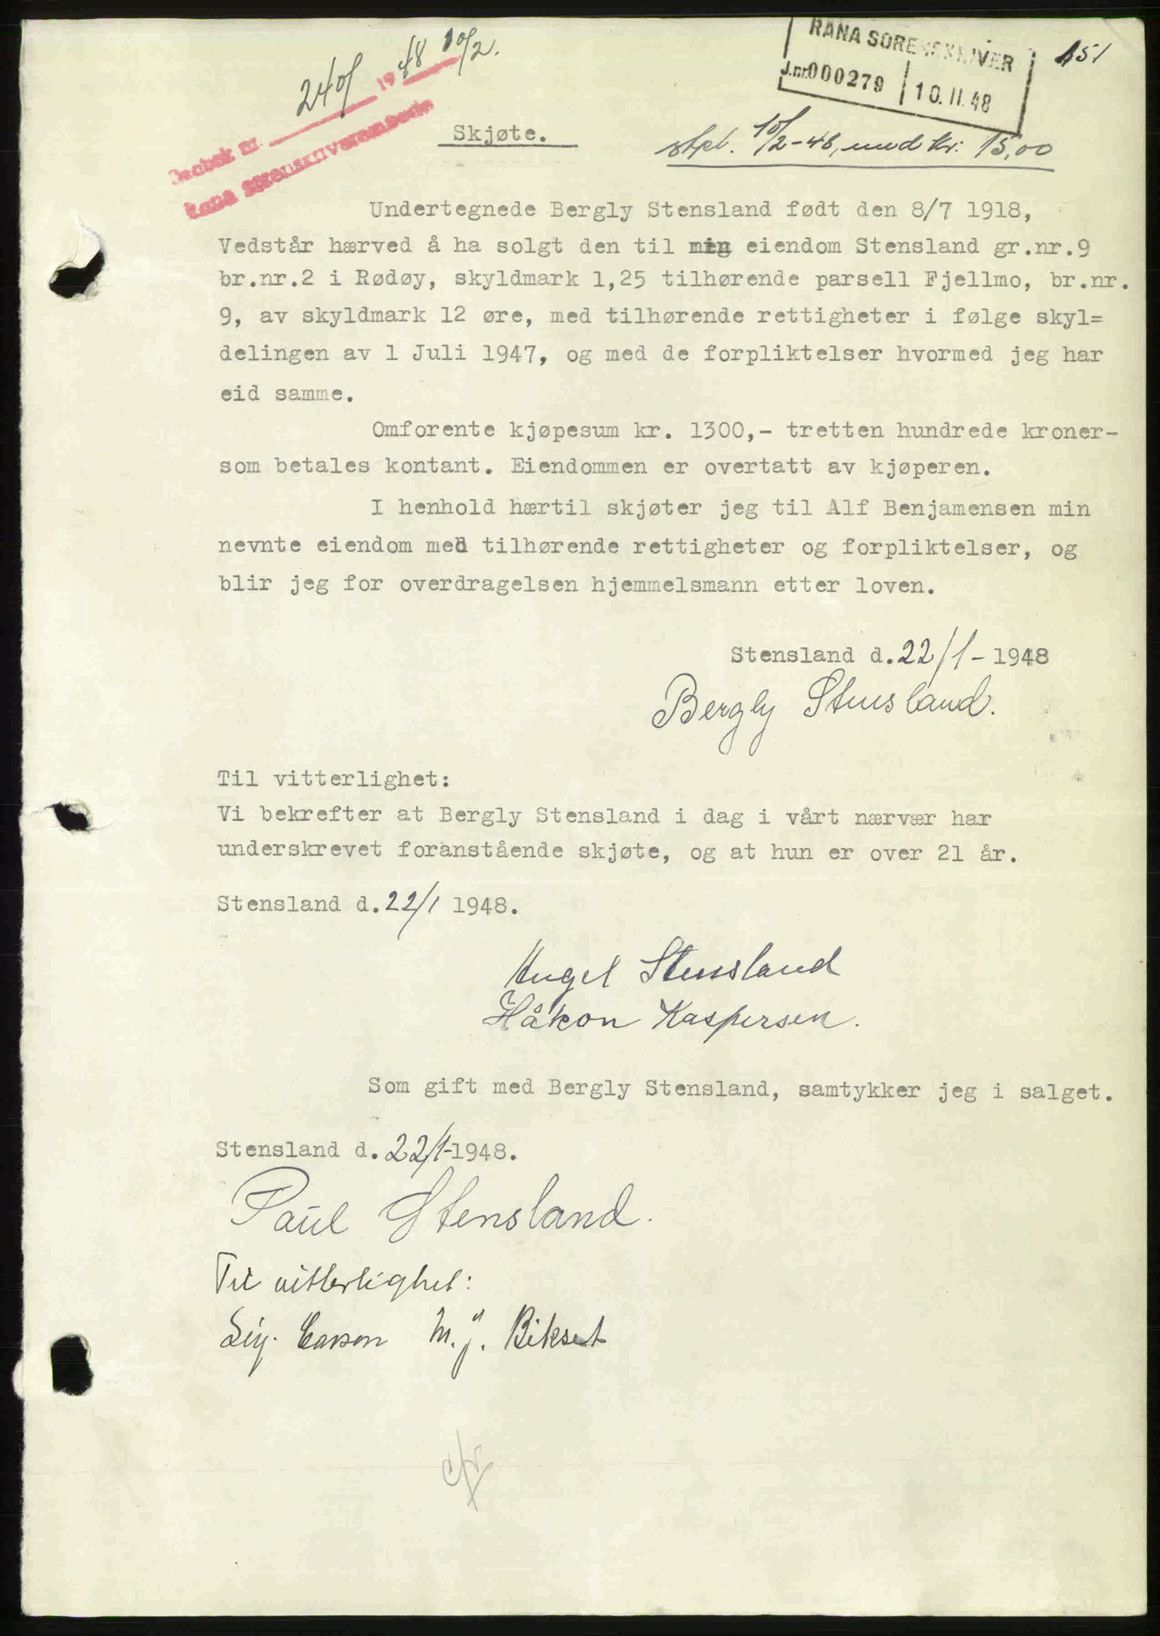 RANA SORENSKRIVER
J.nr. 000279 10. II. 48
151
Dagbok nr. 240/ 1948 10/2.
Rana Sorenskriverembede
Skjøte.
stpl. 10/2-48, med kr: 15,00
Undertegnede Bergly Stensland født den 8/7 1918,
Vedstår hærved å ha solgt den til min eiendom Stensland gr.nr.9
br.nr.2 i Rødøy, skyldmark 1,25 tilhørende parsell Fjellmo, br.nr.
9, av skyldmark 12 øre, med tilhørende rettigheter i følge skyl=
delingen av 1 Juli 1947, og med de forpliktelser hvormed jeg har
eid samme.
Omforente kjøpesum kr. 1300,- tretten hundrede kroner-
som betales kontant. Eiendommen er overtatt av kjøperen.
I henhold hærtil skjøter jeg til Alf Benjamensen min
nevnte eiendom med tilhørende rettigheter og forpliktelser, og
blir jeg for overdragelsen hjemmelsmann etter loven.
Stensland d.22/1-1948
Bergly Stensland.
Til vitterlighet:
Vi bekrefter at Bergly Stensland i dag i vårt nærvær har
underskrevet foranstående skjøte, og at hun er over 21 år.
Stensland d.22/1 1948.
Stensland
Håkon Kaspersen.
Som gift med Bergly Stensland, samtykker jeg i salget.
Stensland d.22/1-1948.
Paul Stensland.
Til vitterlighet:
M. J. Bikset